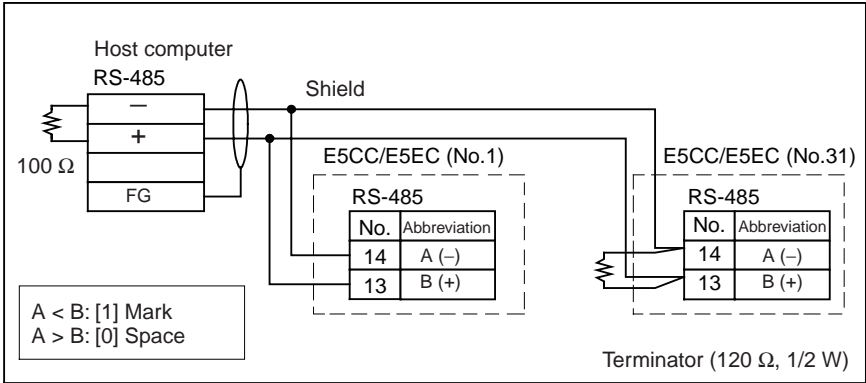 Host computer
RS-485
−
+
100 Ω
FG
Shield
E5CC/E5EC (No.1)
RS-485
No. Abbreviation
14 A (−)
13 B (+)
E5CC/E5EC (No.31)
RS-485
No. Abbreviation
14 A (−)
13 B (+)
A < B: [1] Mark
A > B: [0] Space
Terminator (120 Ω, 1/2 W)